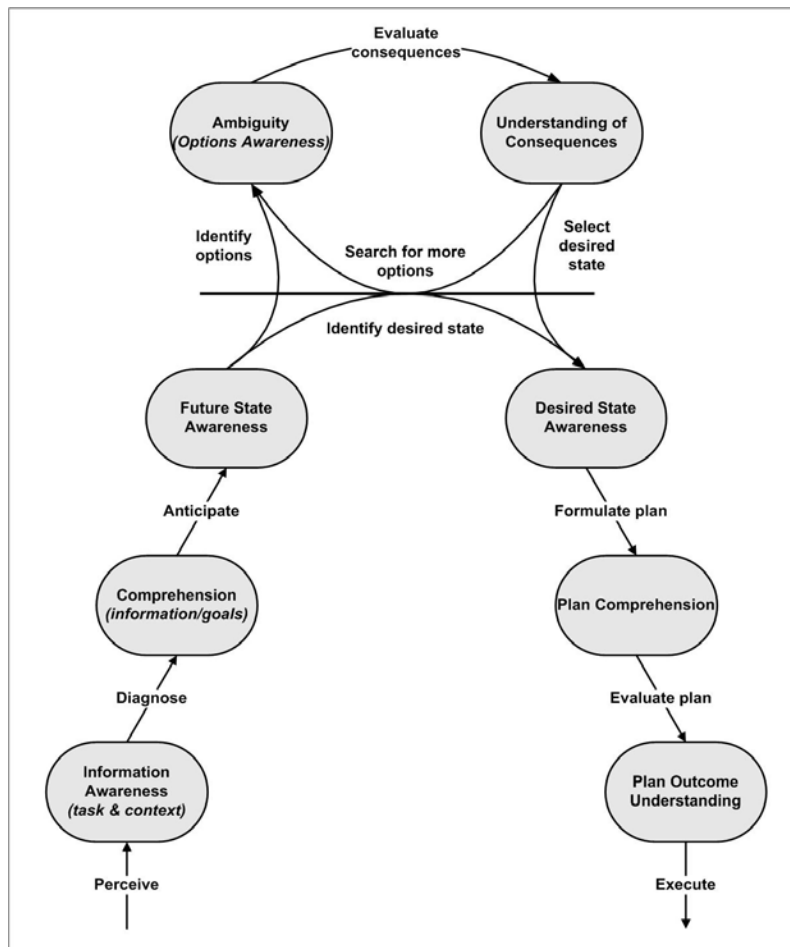 Evaluate
consequences
Ambiguity
(Options Awareness)
Understanding of
Consequences
Identify
options
Search for more
options
Select
desired
state
Identify desired state
Future State
Awareness
Desired State
Awareness
Anticipate
Formulate plan
Comprehension
(information/goals)
Plan Comprehension
Diagnose
Evaluate plan
Information
Awareness
(task & context)
Plan Outcome
Understanding
Perceive
Execute